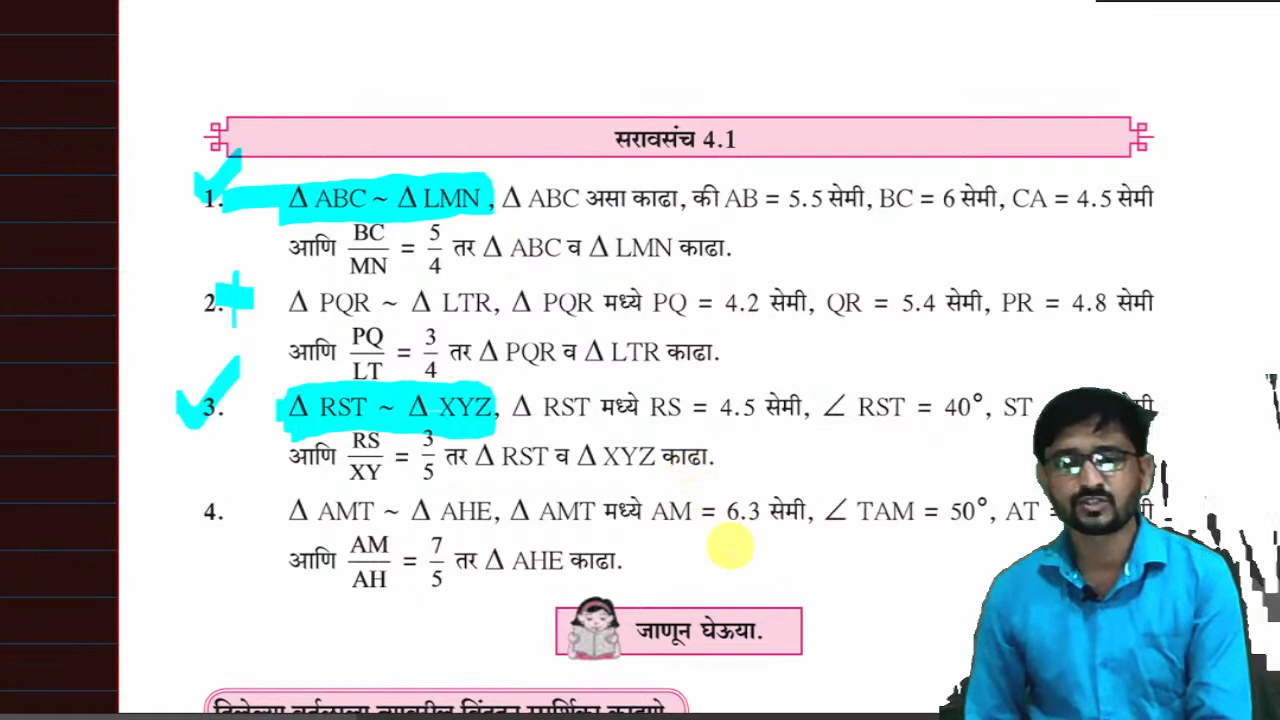 सरावसंच 4.1
1. Δ ABC ~ Δ LMN , Δ ABC असा काढा, की AB = 5.5 सेमी, BC = 6 सेमी, CA = 4.5 सेमी
आणि BC/MN = 5/4 तर Δ ABC व Δ LMN काढा.
2. Δ PQR ~ Δ LTR, Δ PQR मध्ये PQ = 4.2 सेमी, QR = 5.4 सेमी, PR = 4.8 सेमी
आणि PQ/LT = 3/4 तर Δ PQR व Δ LTR काढा.
3. Δ RST ~ Δ XYZ, Δ RST मध्ये RS = 4.5 सेमी, ∠ RST = 40°, ST
आणि RS/XY = 3/5 तर Δ RST व Δ XYZ काढा.
4. Δ AMT ~ Δ AHE, Δ AMT मध्ये AM = 6.3 सेमी, ∠ TAM = 50°, AT =
आणि AM/AH = 7/5 तर Δ AHE काढा.
जाणून घेऊया.